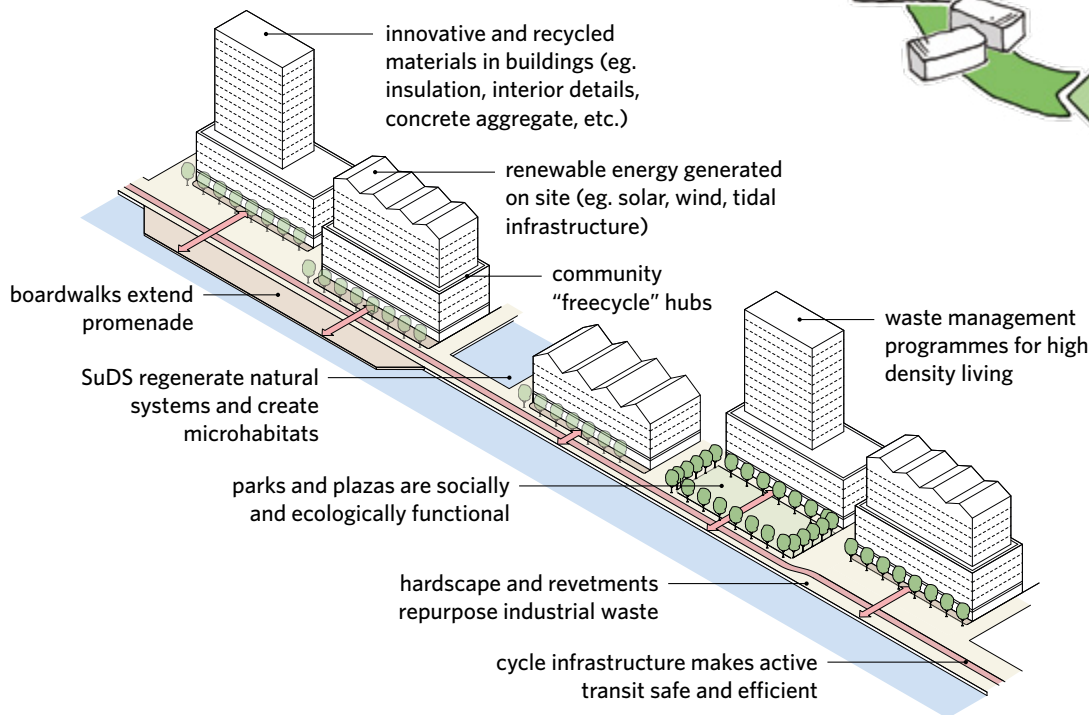 innovative and recycled
materials in buildings (eg.
insulation, interior details,
concrete aggregate, etc.)
renewable energy generated
on site (eg. solar, wind, tidal
infrastructure)
community
“freecycle” hubs
boardwalks extend
promenade
waste management
programmes for high
density living
SuDS regenerate natural
systems and create
microhabitats
parks and plazas are socially
and ecologically functional
hardscape and revetments
repurpose industrial waste
cycle infrastructure makes active
transit safe and efficient